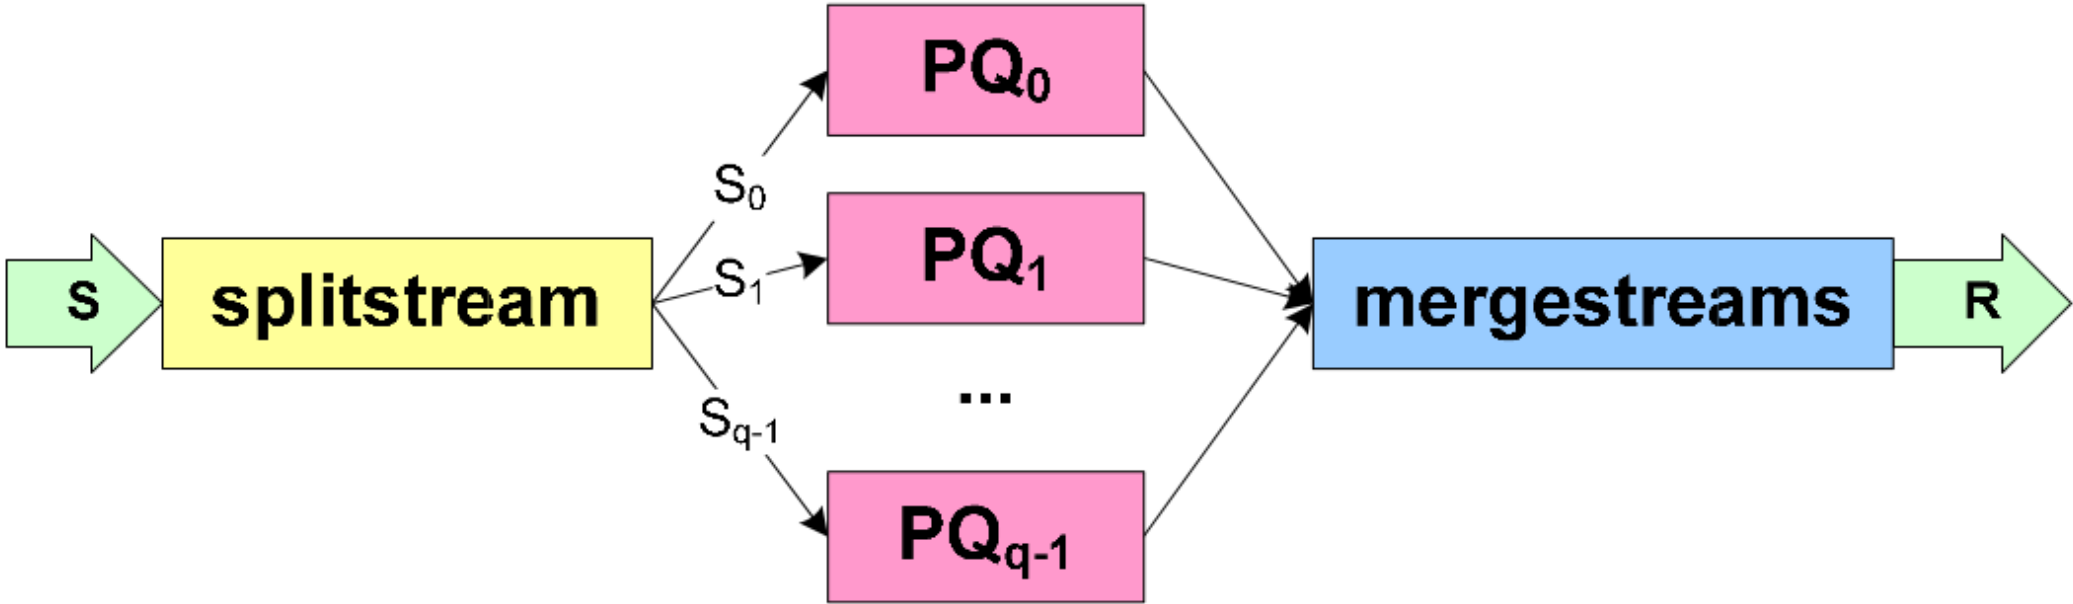 S
splitstream
S₀
S₁
Sq-1
PQ₀
PQ₁
...
PQq-1
mergestreams
R